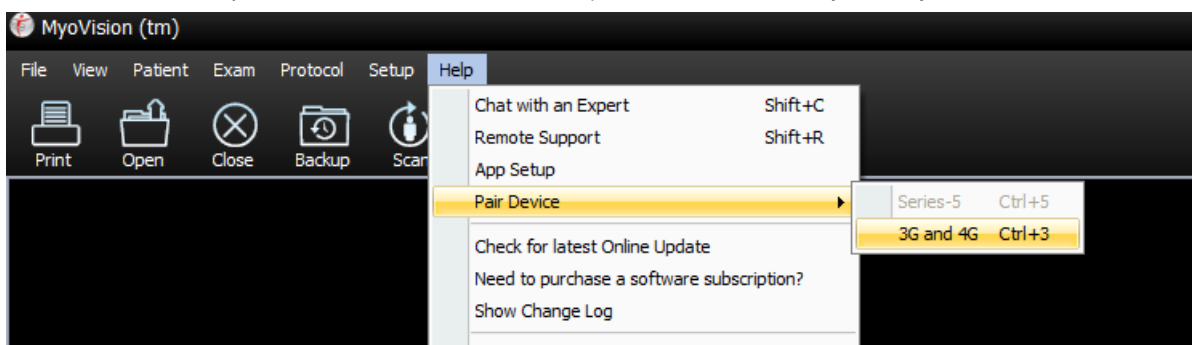 MyoVision (tm)
File View Patient Exam Protocol Setup Help
Print Open Close Backup Scan
Chat with an Expert Shift+C
Remote Support Shift+R
App Setup
Pair Device
Series-5 Ctrl+5
3G and 4G Ctrl+3
Check for latest Online Update
Need to purchase a software subscription?
Show Change Log